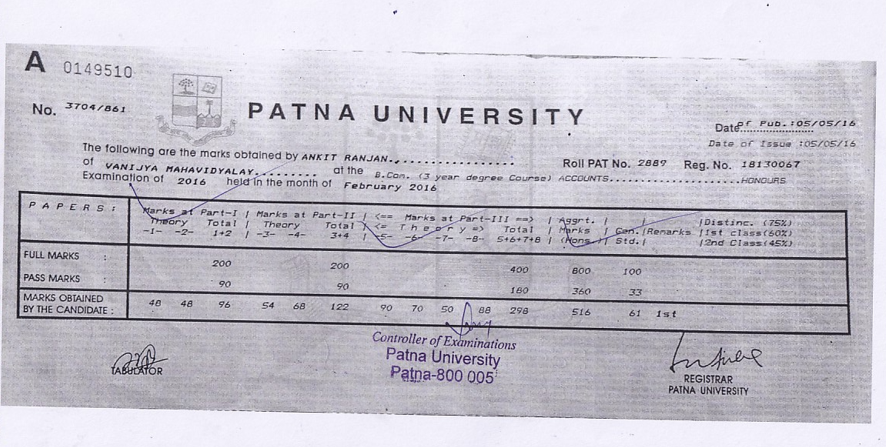 A 0149510
No. 3704/861
PATNA UNIVERSITY
Date of Pub.:05/05/16
Date of Issue :05/05/16
The following are the marks obtained by ANKIT RANJAN.
of VANIJYA MAHAVIDYALAY......... at the B.Com. (3 year degree Course) ACCOUNTS HONOURS
Roll PAT No. 2889 Reg. No. 18130067
Examination of 2016 held in the month of February 2016
PAPERS : Marks at Part-I | Marks at Part-II | <== Marks at Part-III ==> | Aggrt. | | |Distinc. (75%)
Theory Total | Theory Total | <= T h e o r y => Total | Marks | Gen. |Remarks |1st class(60%)
-1- -2- 1+2 | -3- -4- 3+4 | -5- -6- -7- -8- 5+6+7+8 | (Hons.)| Std.| |2nd Class(45%)
FULL MARKS : 200 200 400 800 100
PASS MARKS : 90 90 180 360 33
MARKS OBTAINED
BY THE CANDIDATE : 48 48 96 54 68 122 90 70 50 88 298 516 61 1st
Controller of Examinations
Patna University
Patna-800 005
TABULATOR
REGISTRAR
PATNA UNIVERSITY